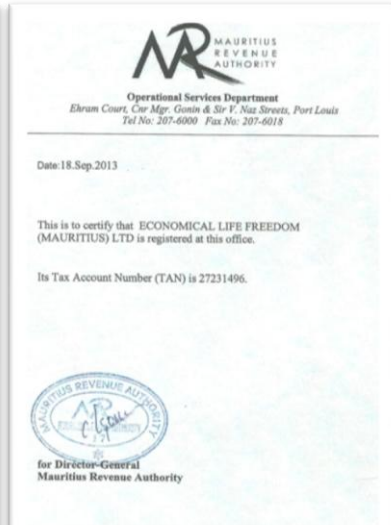 MAURITIUS
REVENUE
AUTHORITY
Operational Services Department
Ehram Court, Cnr Mgr. Gonin & Sir V. Naz Streets, Port Louis
Tel No: 207-6000 Fax No: 207-6018
Date:18.Sep.2013
This is to certify that ECONOMICAL LIFE FREEDOM
(MAURITIUS) LTD is registered at this office.
Its Tax Account Number (TAN) is 27231496.
MAURITIUS REVENUE AUTHORITY
for Director-General
Mauritius Revenue Authority